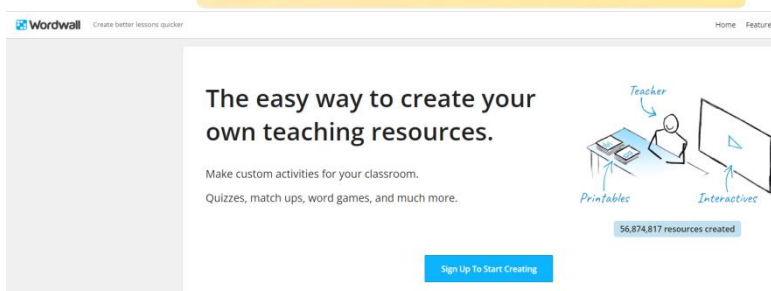 Wordwall Create better lessons quicker Home Feature
The easy way to create your
own teaching resources.
Make custom activities for your classroom.
Quizzes, match ups, word games, and much more.
Teacher
Printables Interactives
56,874,817 resources created
Sign Up To Start Creating